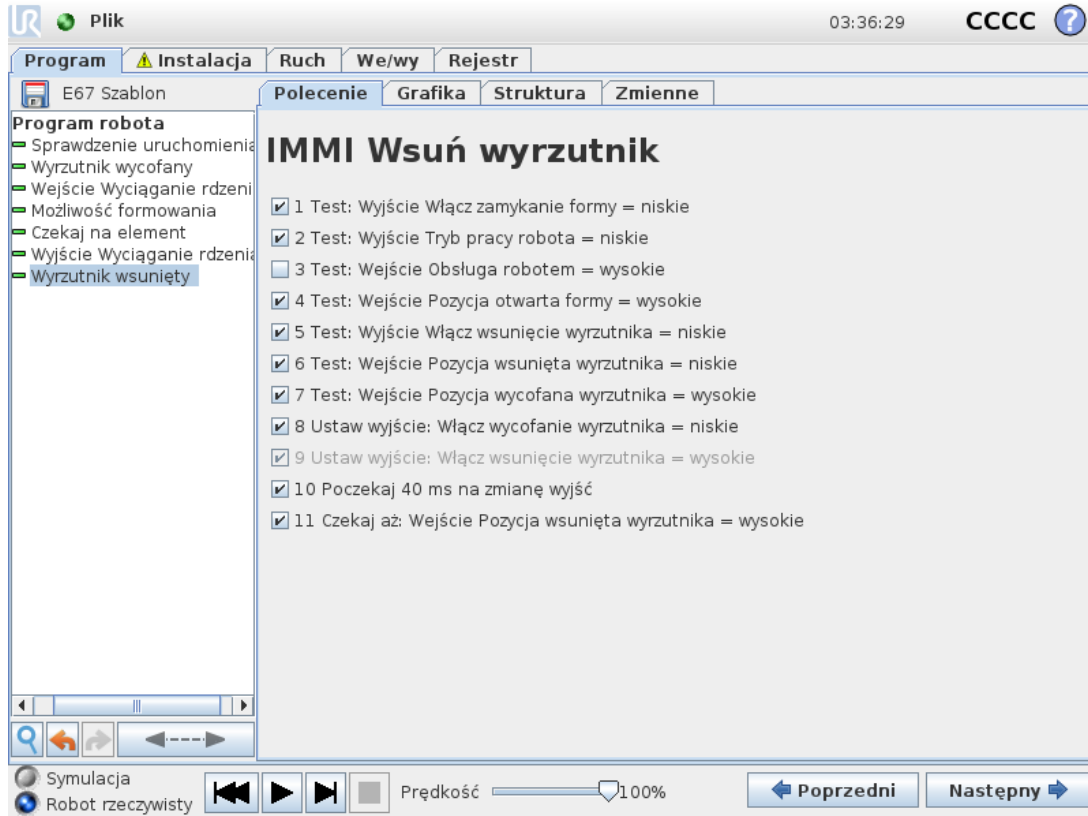 UR Plik 03:36:29 CCCC ?
Program Instalacja Ruch We/wy Rejestr
E67 Szablon
Polecenie Grafika Struktura Zmienne
Program robota
Sprawdzenie uruchomienia
Wyrzutnik wycofany
Wejście Wyciąganie rdzeni
Możliwość formowania
Czekaj na element
Wyjście Wyciąganie rdzenia
Wyrzutnik wsunięty
IMMI Wsuń wyrzutnik
1 Test: Wyjście Włącz zamykanie formy = niskie
2 Test: Wyjście Tryb pracy robota = niskie
3 Test: Wejście Obsługa robotem = wysokie
4 Test: Wejście Pozycja otwarta formy = wysokie
5 Test: Wyjście Włącz wsunięcie wyrzutnika = niskie
6 Test: Wejście Pozycja wsunięta wyrzutnika = niskie
7 Test: Wejście Pozycja wycofana wyrzutnika = wysokie
8 Ustaw wyjście: Włącz wycofanie wyrzutnika = niskie
9 Ustaw wyjście: Włącz wsunięcie wyrzutnika = wysokie
10 Poczekaj 40 ms na zmianę wyjść
11 Czekaj aż: Wejście Pozycja wsunięta wyrzutnika = wysokie
Symulacja
Robot rzeczywisty
Prędkość 100%
Poprzedni Następny